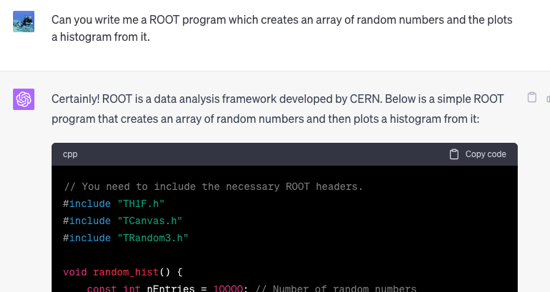 Can you write me a ROOT program which creates an array of random numbers and the plots
a histogram from it.
Certainly! ROOT is a data analysis framework developed by CERN. Below is a simple ROOT
program that creates an array of random numbers and then plots a histogram from it:
cpp Copy code
// You need to include the necessary ROOT headers.
#include "TH1F.h"
#include "TCanvas.h"
#include "TRandom3.h"
void random_hist() {
const int nEntries = 10000; // Number of random numbers